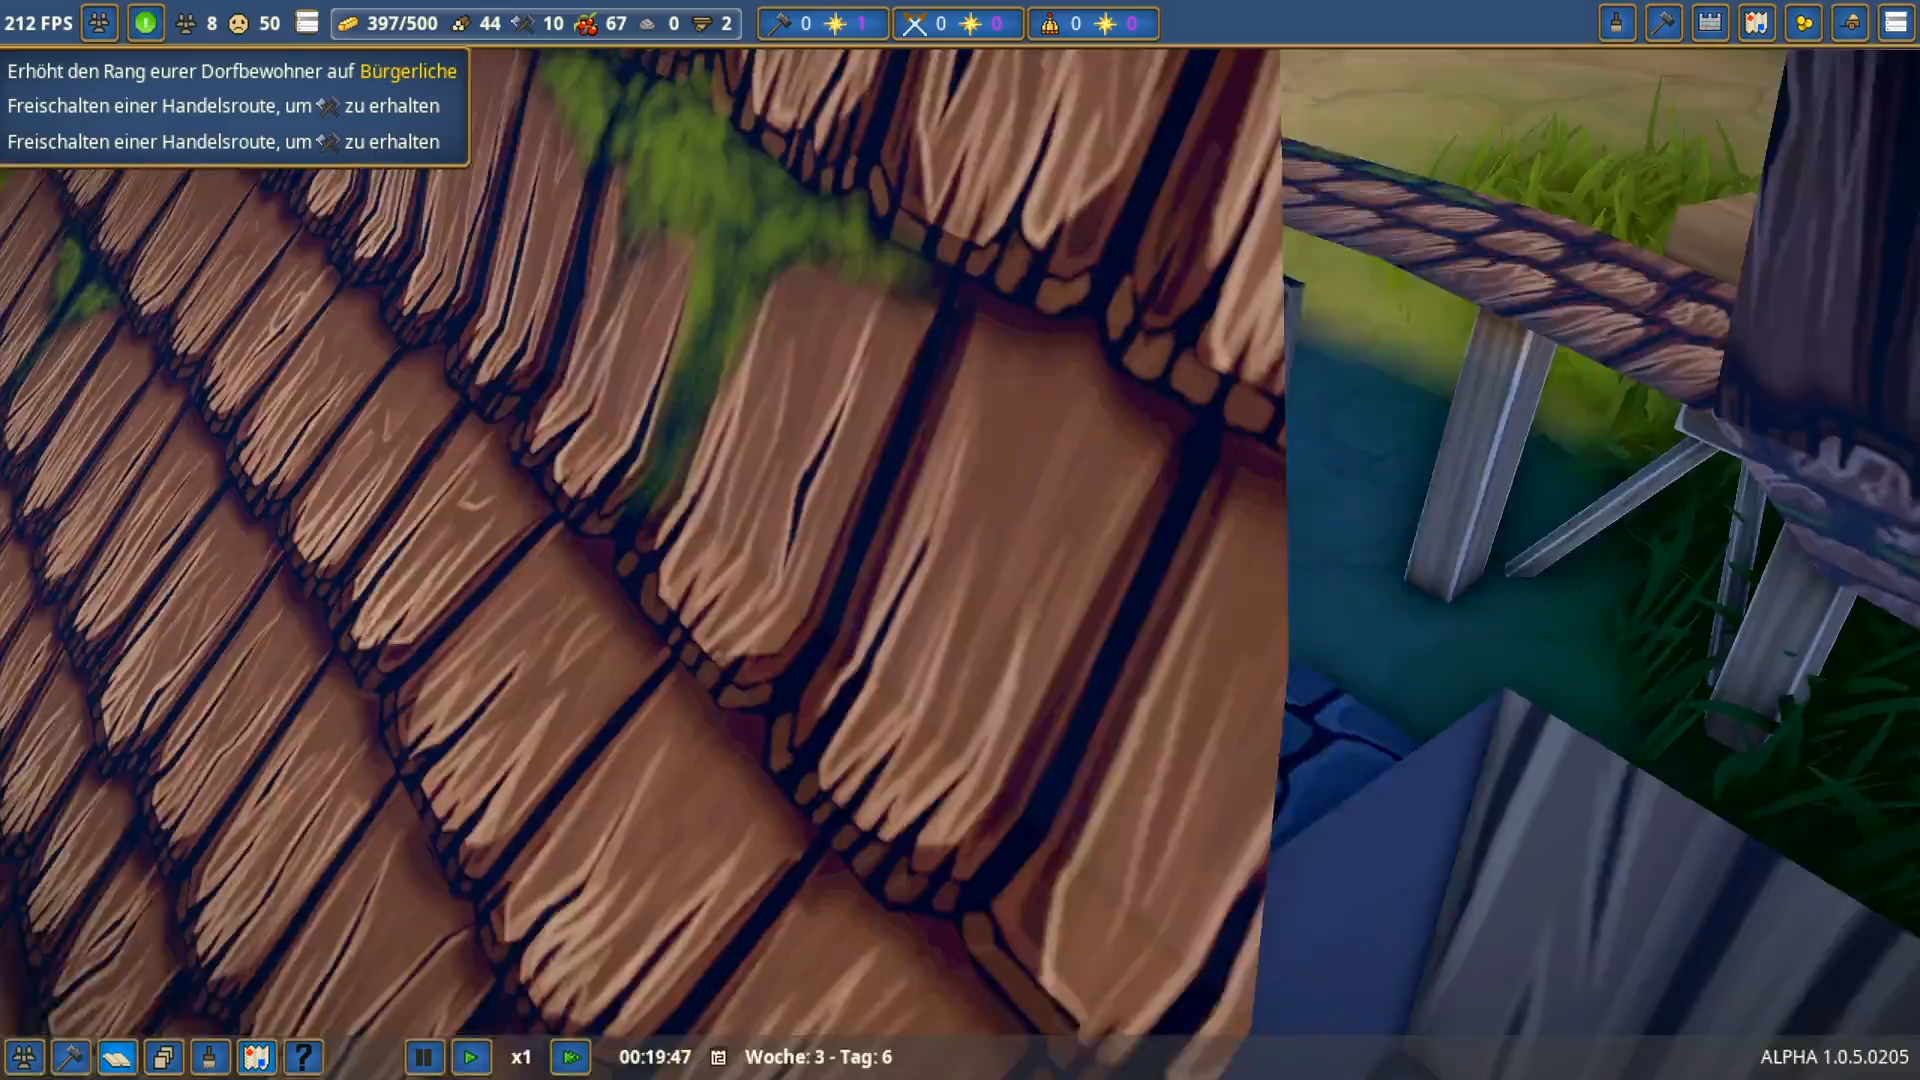 212 FPS 8 50 397/500 44 10 67 0 2 0 1 0 0 0 0
Erhöht den Rang eurer Dorfbewohner auf Bürgerliche
Freischalten einer Handelsroute, um zu erhalten
Freischalten einer Handelsroute, um zu erhalten
? x1 00:19:47 Woche: 3 - Tag: 6 ALPHA 1.0.5.0205